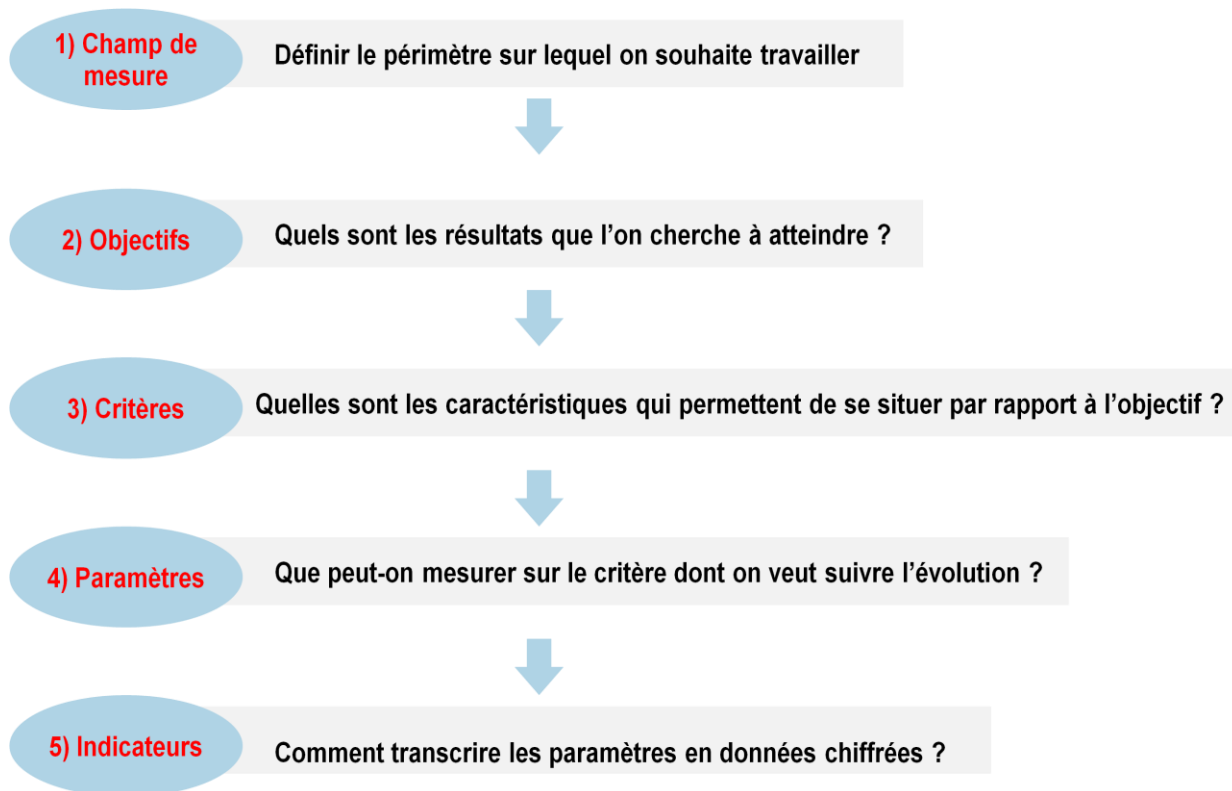 1) Champ de
mesure
Définir le périmètre sur lequel on souhaite travailler
2) Objectifs
Quels sont les résultats que l’on cherche à atteindre ?
3) Critères
Quelles sont les caractéristiques qui permettent de se situer par rapport à l’objectif ?
4) Paramètres
Que peut-on mesurer sur le critère dont on veut suivre l’évolution ?
5) Indicateurs
Comment transcrire les paramètres en données chiffrées ?